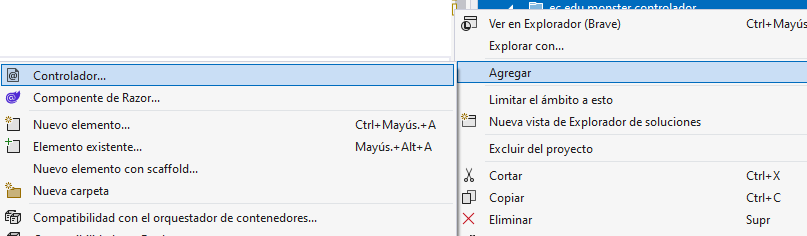 ec.edu.monster.controlador
Ver en Explorador (Brave) Ctrl+Mayús
Explorar con...
Agregar
Limitar el ámbito a esto
Nueva vista de Explorador de soluciones
Excluir del proyecto
Cortar Ctrl+X
Copiar Ctrl+C
Eliminar Supr
Controlador...
Componente de Razor...
Nuevo elemento... Ctrl+Mayús.+A
Elemento existente... Mayús.+Alt+A
Nuevo elemento con scaffold...
Nueva carpeta
Compatibilidad con el orquestador de contenedores...